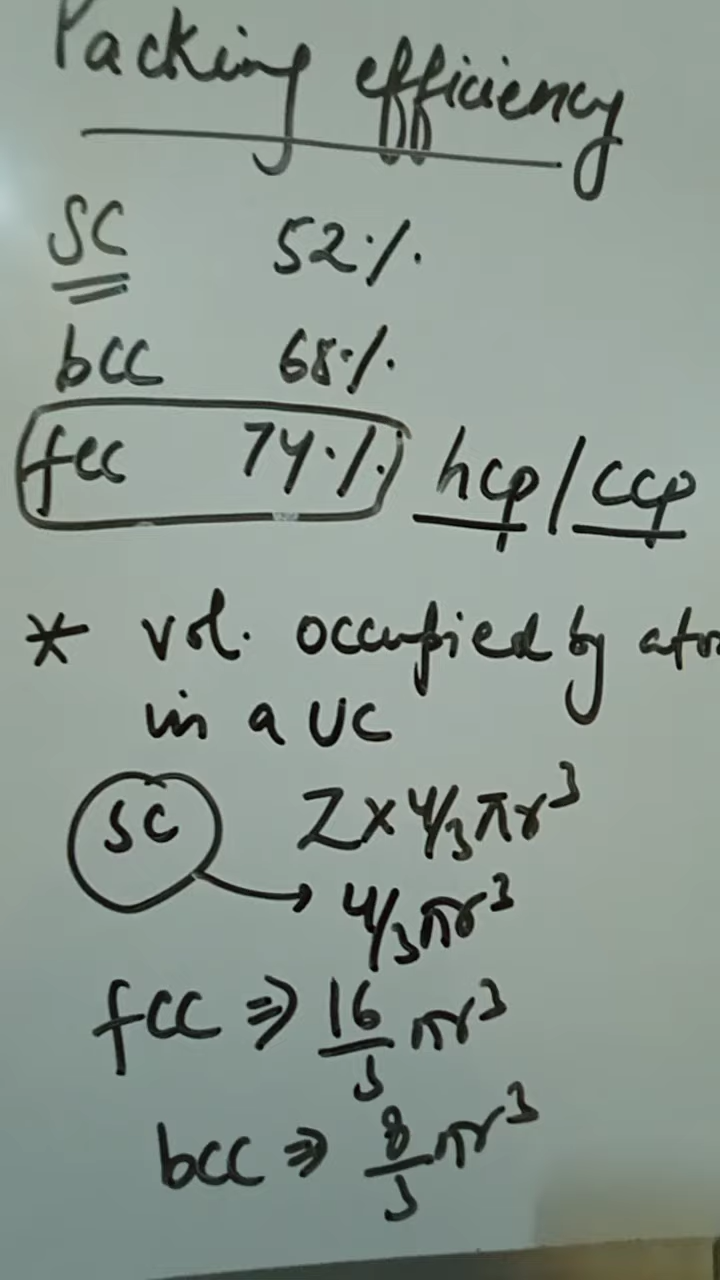 Packing efficiency
SC 52%.
bcc 68%.
fcc 74%. hcp/ccp
* vol. occupied by
in a UC
SC Z×4/3πr³
4/3πr³
fcc ⇒ 16/3 πr³
bcc ⇒ 8/3 πr³